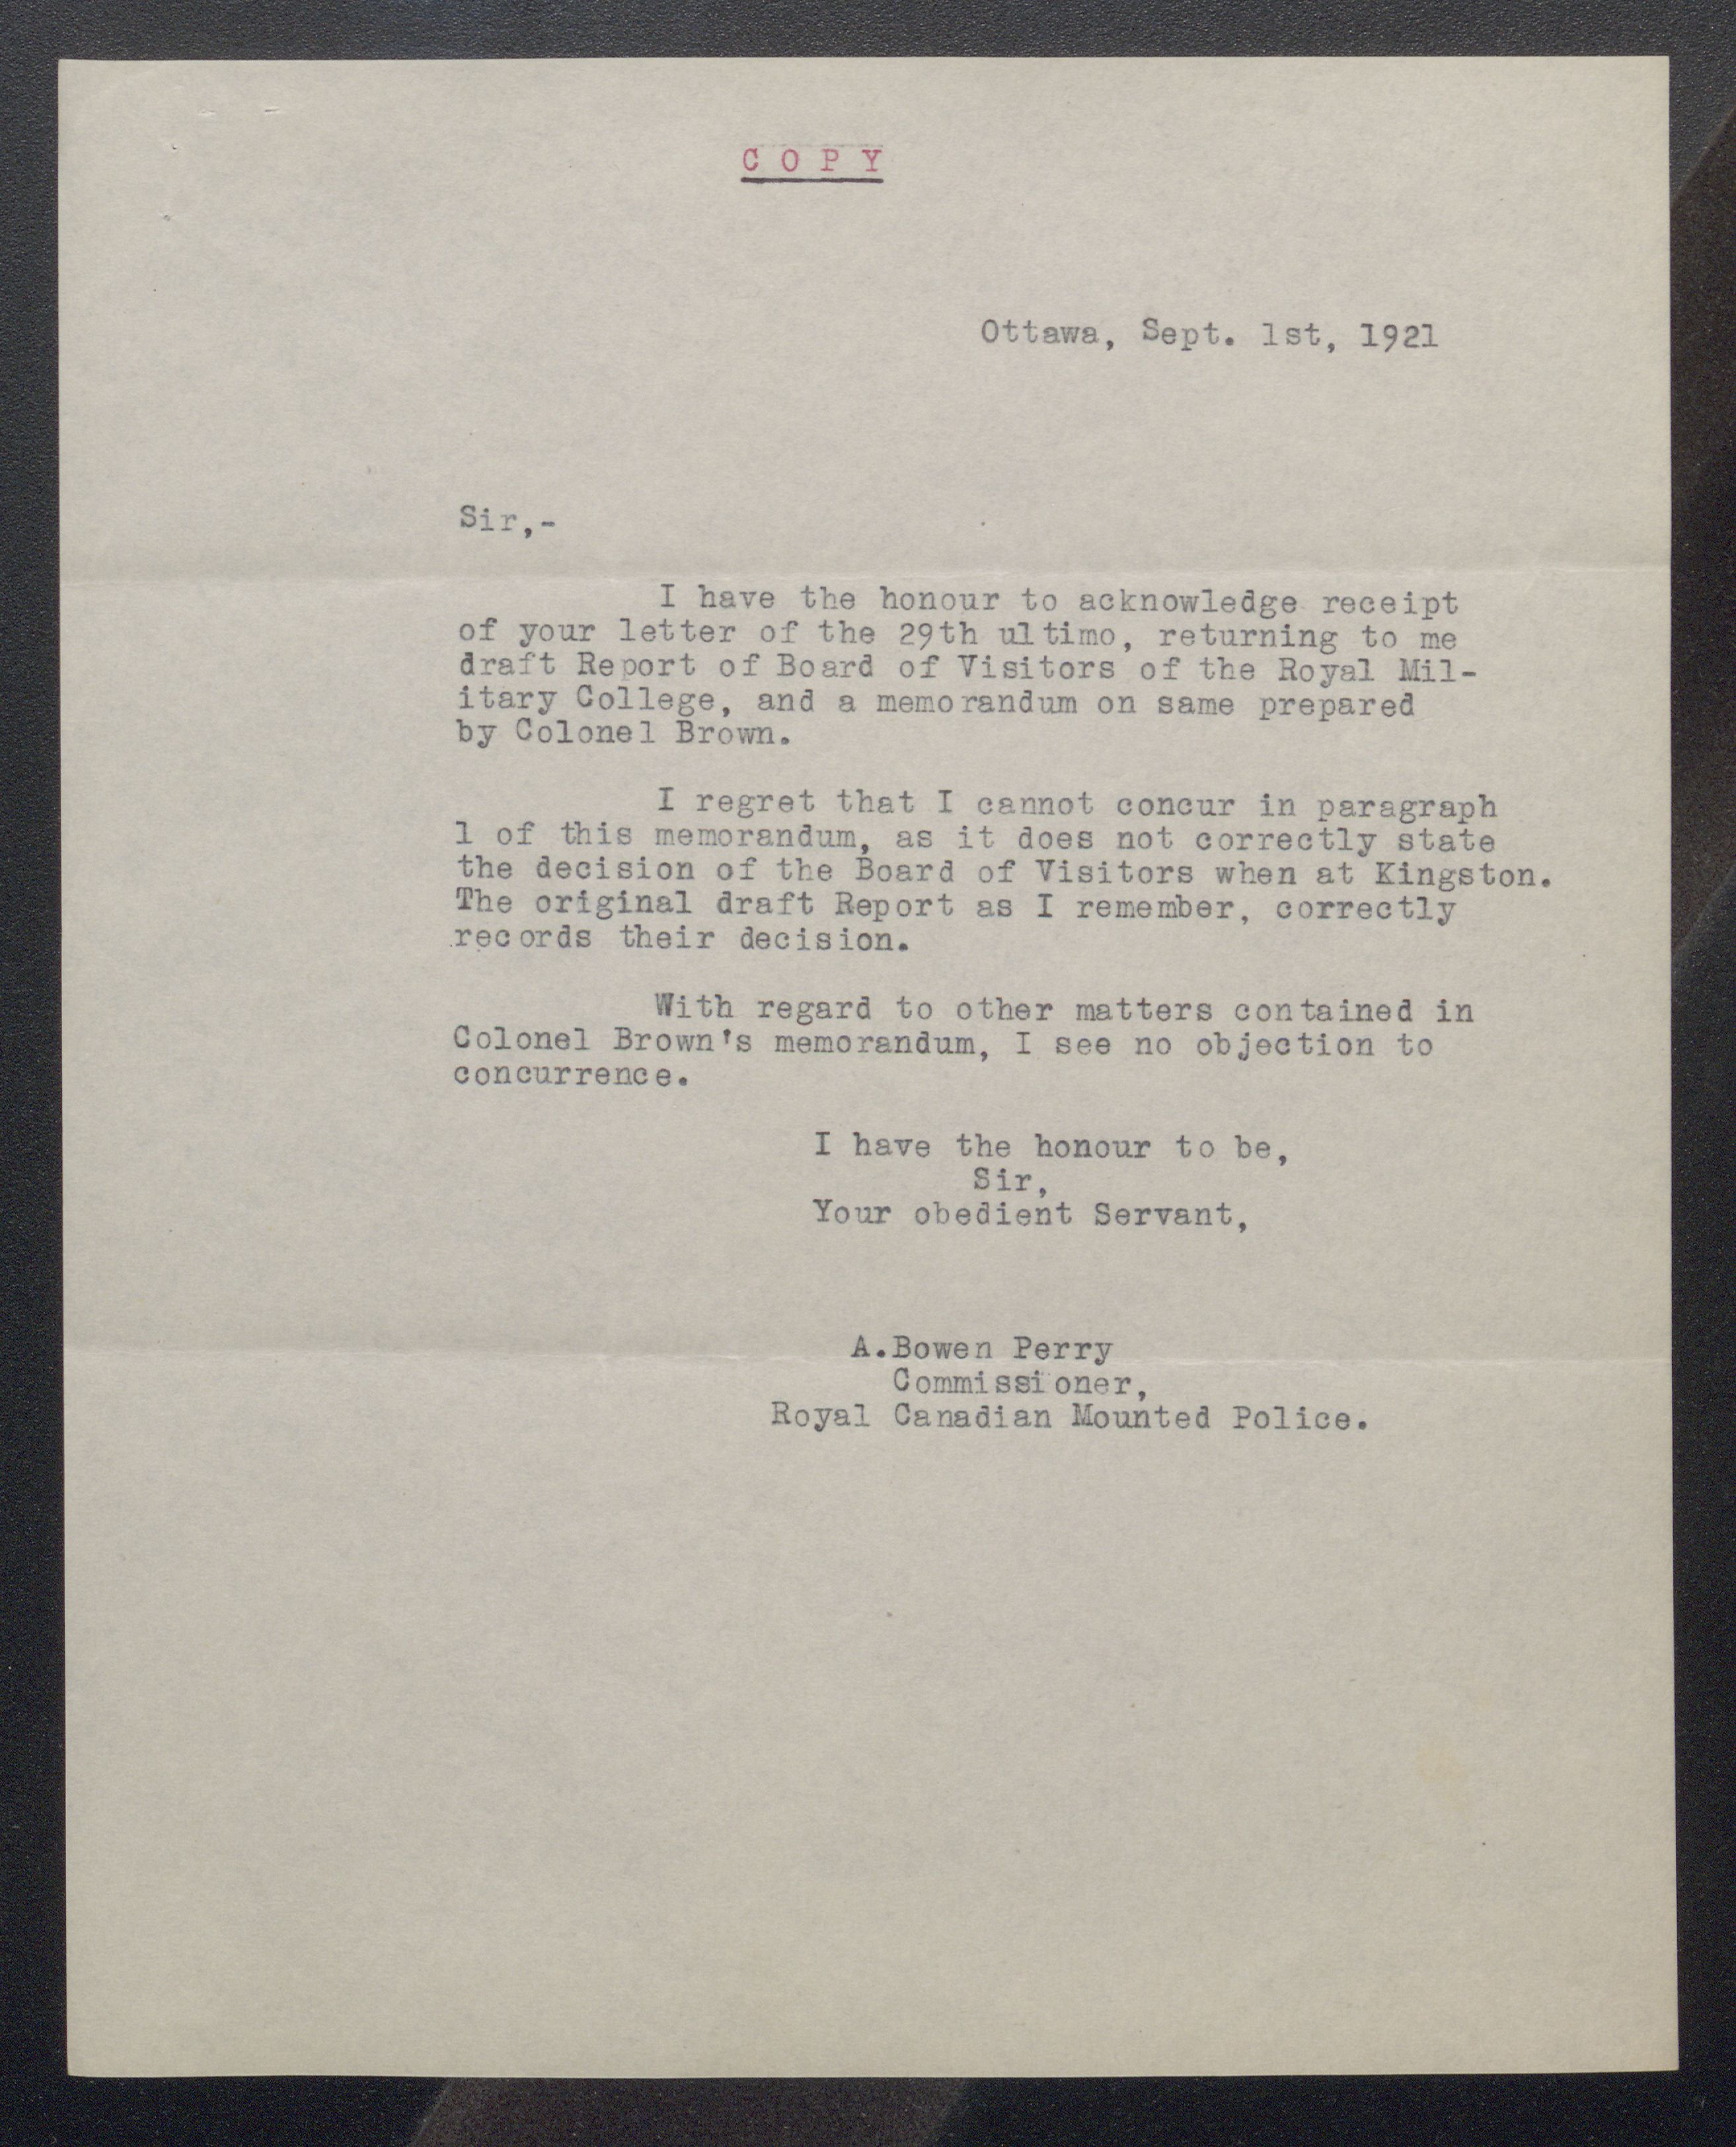 COPY
Ottawa, Sept. 1st, 1921
Sir,-
I have the honour to acknowledge receipt
of your letter of the 29th ultimo, returning to me
draft Report of Board of Visitors of the Royal Mil-
itary College, and a memorandum on same prepared
by Colonel Brown.
I regret that I cannot concur in paragraph
1 of this memorandum, as it does not correctly state
the decision of the Board of Visitors when at Kingston.
The original draft Report as I remember, correctly
records their decision.
With regard to other matters contained in
Colonel Brown's memorandum, I see no objection to
concurrence.
I have the honour to be,
Sir,
Your obedient Servant,
A.Bowen Perry
Commissioner,
Royal Canadian Mounted Police.